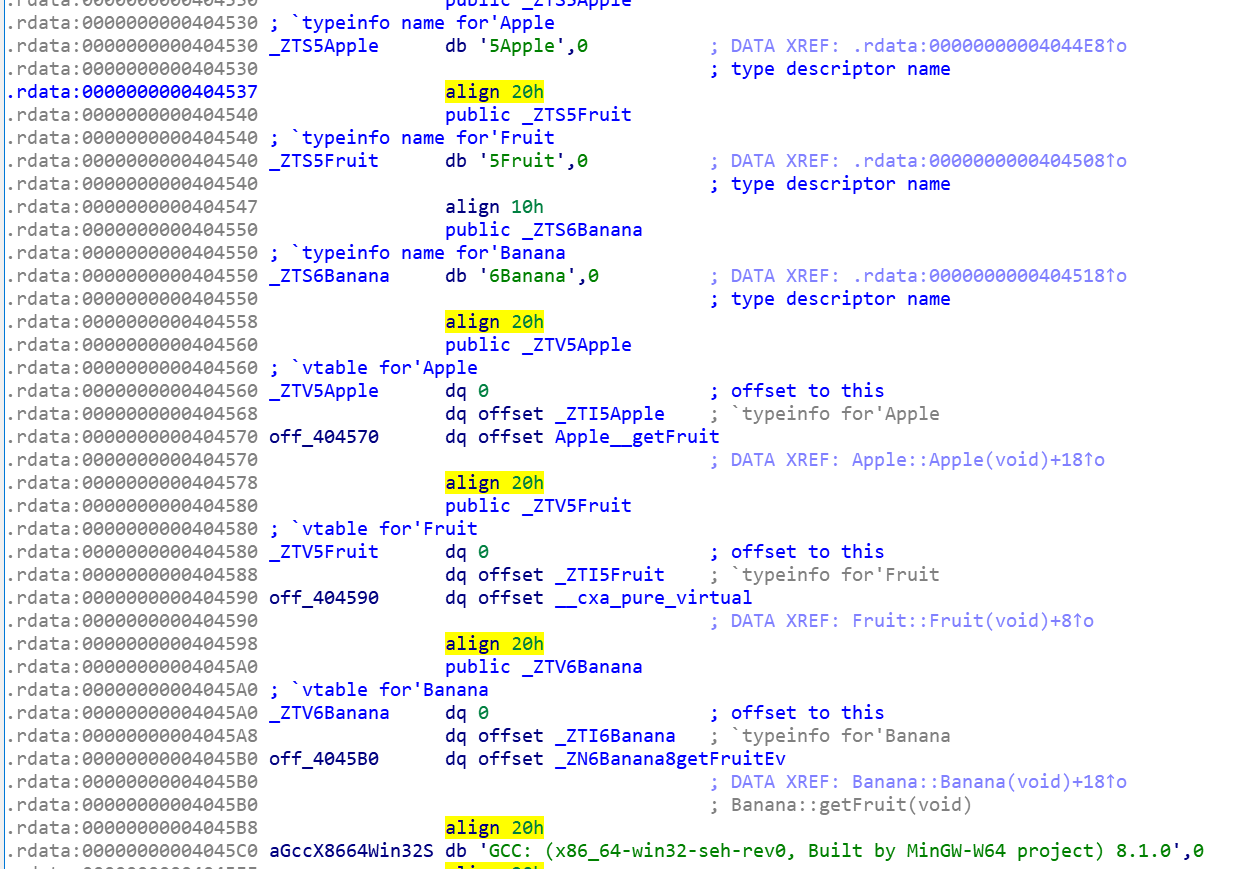 .rdata:0000000000404530 public _ZTS5Apple
.rdata:0000000000404530 ; `typeinfo name for'Apple
.rdata:0000000000404530 _ZTS5Apple db '5Apple',0 ; DATA XREF: .rdata:00000000004044E8↑o
.rdata:0000000000404530 ; type descriptor name
.rdata:0000000000404537 align 20h
.rdata:0000000000404540 public _ZTS5Fruit
.rdata:0000000000404540 ; `typeinfo name for'Fruit
.rdata:0000000000404540 _ZTS5Fruit db '5Fruit',0 ; DATA XREF: .rdata:0000000000404508↑o
.rdata:0000000000404540 ; type descriptor name
.rdata:0000000000404547 align 10h
.rdata:0000000000404550 public _ZTS6Banana
.rdata:0000000000404550 ; `typeinfo name for'Banana
.rdata:0000000000404550 _ZTS6Banana db '6Banana',0 ; DATA XREF: .rdata:0000000000404518↑o
.rdata:0000000000404550 ; type descriptor name
.rdata:0000000000404558 align 20h
.rdata:0000000000404560 public _ZTV5Apple
.rdata:0000000000404560 ; `vtable for'Apple
.rdata:0000000000404560 _ZTV5Apple dq 0 ; offset to this
.rdata:0000000000404568 dq offset _ZTI5Apple ; `typeinfo for'Apple
.rdata:0000000000404570 off_404570 dq offset Apple__getFruit
.rdata:0000000000404570 ; DATA XREF: Apple::Apple(void)+18↑o
.rdata:0000000000404578 align 20h
.rdata:0000000000404580 public _ZTV5Fruit
.rdata:0000000000404580 ; `vtable for'Fruit
.rdata:0000000000404580 _ZTV5Fruit dq 0 ; offset to this
.rdata:0000000000404588 dq offset _ZTI5Fruit ; `typeinfo for'Fruit
.rdata:0000000000404590 off_404590 dq offset __cxa_pure_virtual
.rdata:0000000000404590 ; DATA XREF: Fruit::Fruit(void)+8↑o
.rdata:0000000000404598 align 20h
.rdata:00000000004045A0 public _ZTV6Banana
.rdata:00000000004045A0 ; `vtable for'Banana
.rdata:00000000004045A0 _ZTV6Banana dq 0 ; offset to this
.rdata:00000000004045A8 dq offset _ZTI6Banana ; `typeinfo for'Banana
.rdata:00000000004045B0 off_4045B0 dq offset _ZN6Banana8getFruitEv
.rdata:00000000004045B0 ; DATA XREF: Banana::Banana(void)+18↑o
.rdata:00000000004045B0 ; Banana::getFruit(void)
.rdata:00000000004045B8 align 20h
.rdata:00000000004045C0 aGccX8664Win32S db 'GCC: (x86_64-win32-seh-rev0, Built by MinGW-W64 project) 8.1.0',0